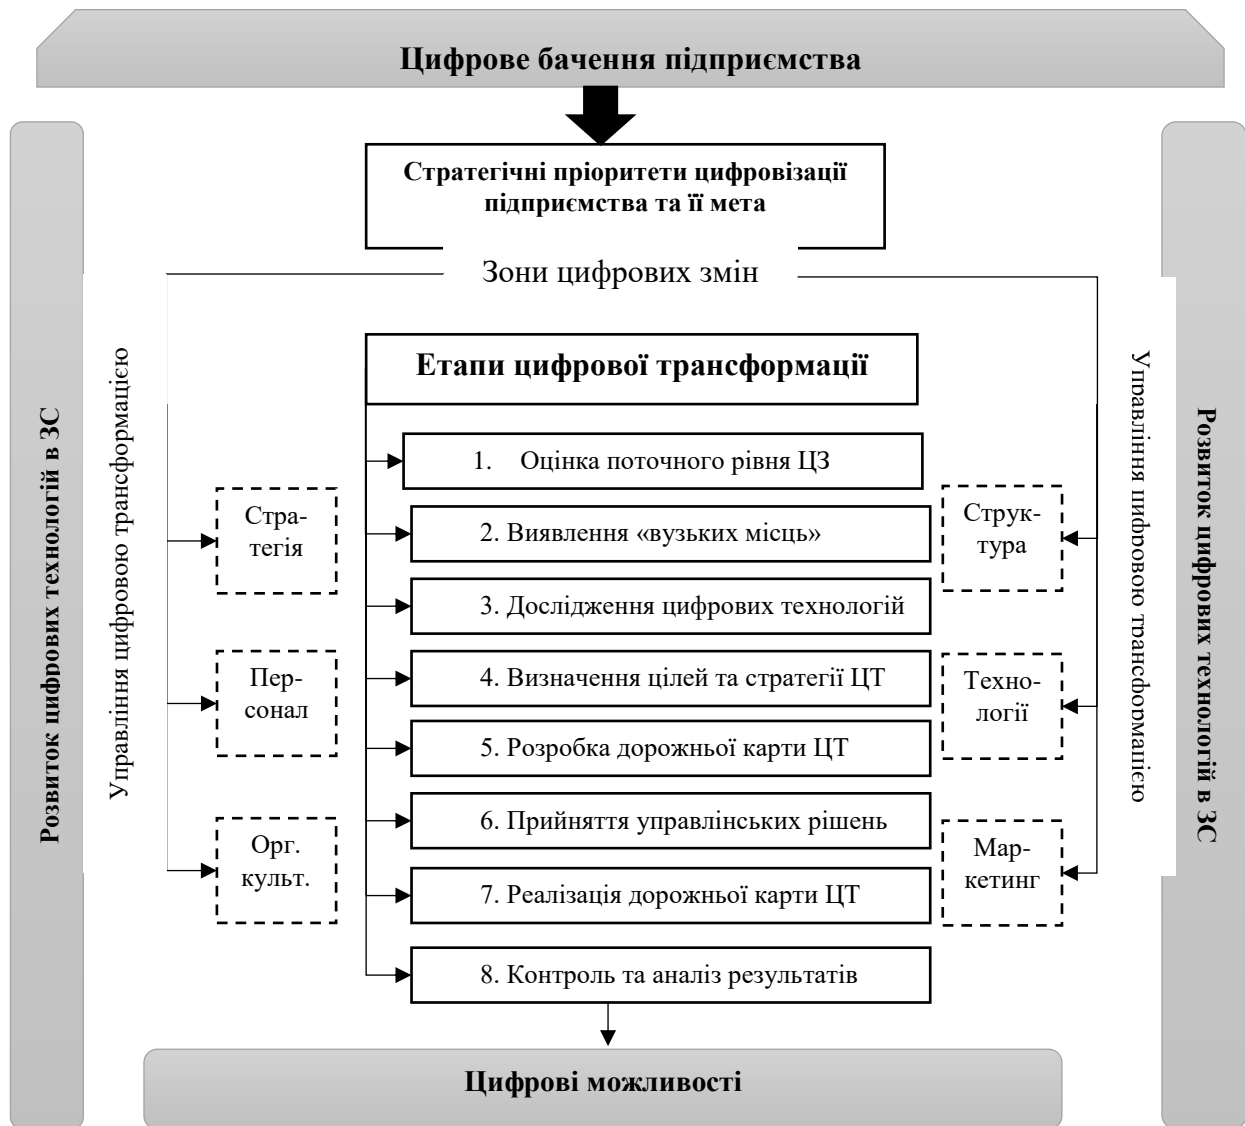 Цифрове бачення підприємства
Стратегічні пріоритети цифровізації
підприємства та її мета
Зони цифрових змін
Розвиток цифрових технологій в ЗС
Управління цифровою трансформацією
Стра-
тегія
Пер-
сонал
Орг.
культ.
Етапи цифрової трансформації
1. Оцінка поточного рівня ЦЗ
2. Виявлення «вузьких місць»
3. Дослідження цифрових технологій
4. Визначення цілей та стратегії ЦТ
5. Розробка дорожньої карти ЦТ
6. Прийняття управлінських рішень
7. Реалізація дорожньої карти ЦТ
8. Контроль та аналіз результатів
Струк-
тура
Техно-
логії
Мар-
кетинг
Управління цифровою трансформацією
Розвиток цифрових технологій в ЗС
Цифрові можливості